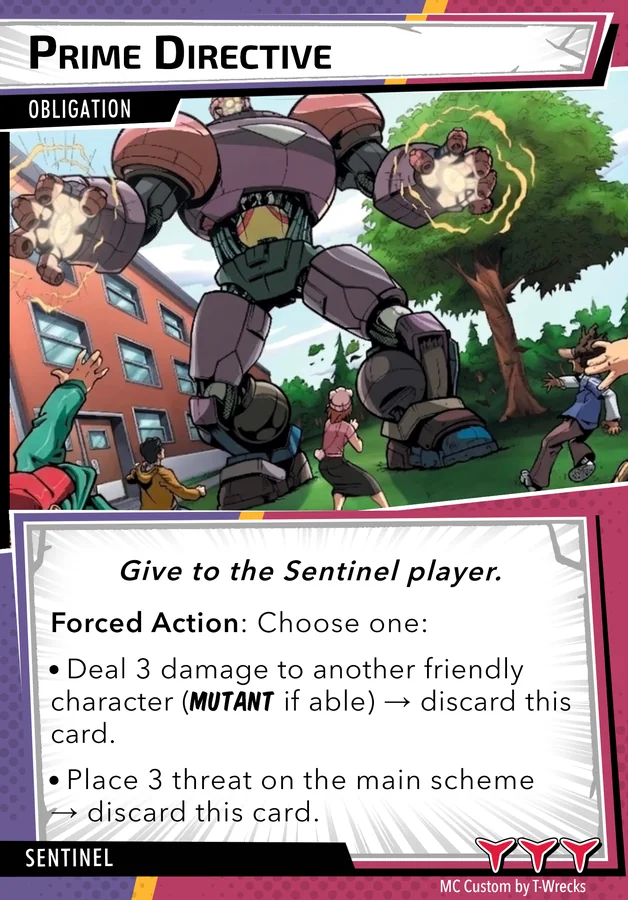 PRIME DIRECTIVE
OBLIGATION
Give to the Sentinel player.
Forced Action: Choose one:
• Deal 3 damage to another friendly
character (MUTANT if able) → discard this
card.
• Place 3 threat on the main scheme
→ discard this card.
SENTINEL
MC Custom by T-Wrecks